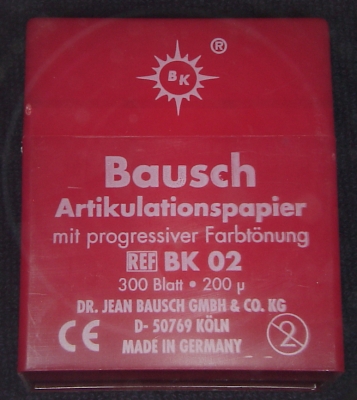 BK ®
Bausch
Artikulationspapier
mit progressiver Farbtönung
REF BK 02
300 Blatt • 200 µ
DR. JEAN BAUSCH GMBH & CO. KG
CE D- 50769 KÖLN 2
MADE IN GERMANY